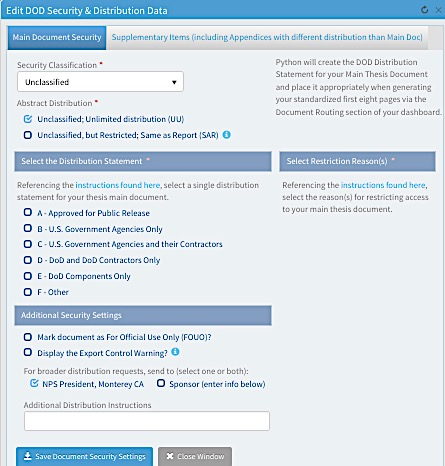 Edit DOD Security & Distribution Data
Main Document Security
Supplementary Items (including Appendices with different distribution than Main Doc)
Security Classification *
Unclassified
Abstract Distribution *
Unclassified; Unlimited distribution (UU)
Unclassified, but Restricted; Same as Report (SAR)
Python will create the DOD Distribution
Statement for your Main Thesis Document
and place it appropriately when generating
your standardized first eight pages via the
Document Routing section of your dashboard.
Select the Distribution Statement *
Referencing the instructions found here, select a single distribution
statement for your thesis main document.
A - Approved for Public Release
B - U.S. Government Agencies Only
C - U.S. Government Agencies and their Contractors
D - DoD and DoD Contractors Only
E - DoD Components Only
F - Other
Select Restriction Reason(s) *
Referencing the instructions found here,
select the reason(s) for restricting access
to your main thesis document.
Additional Security Settings
Mark document as For Official Use Only (FOUO)?
Display the Export Control Warning?
For broader distribution requests, send to (select one or both):
NPS President, Monterey CA
Sponsor (enter info below)
Additional Distribution Instructions
Save Document Security Settings
Close Window